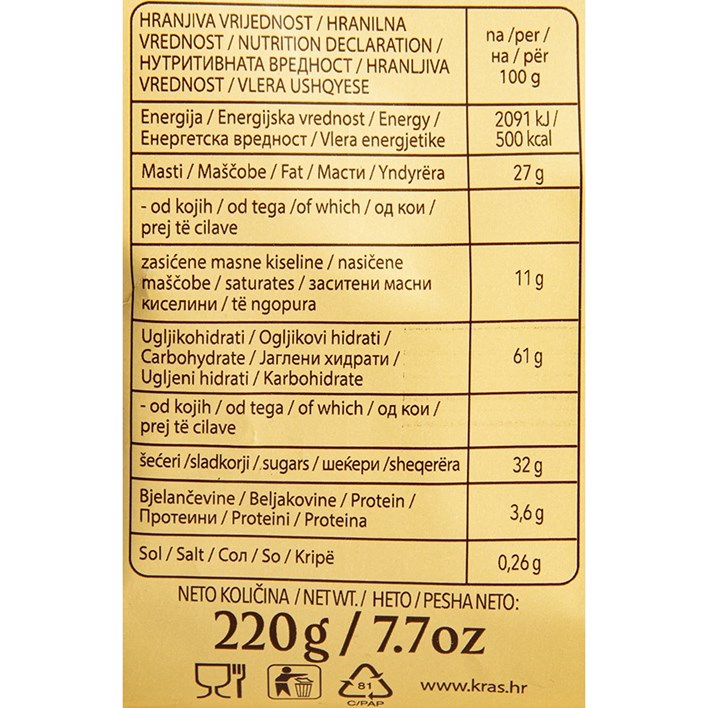 HRANJIVA VRIJEDNOST / HRANILNA
VREDNOST / NUTRITION DECLARATION /
НУТРИТИВНАТА ВРЕДНОСТ / HRANLJIVA
VREDNOST / VLERA USHQYESE
na /per /
на / për
100 g
Energija / Energijska vrednost / Energy /
Енергетска вредност / Vlera energjetike
2091 kJ /
500 kcal
Masti / Maščobe / Fat / Масти / Yndyrëra
27 g
- od kojih / od tega /of which / од кои /
prej të cilave
zasićene masne kiseline / nasičene
maščobe / saturates / заситени масни
киселини / të ngopura
11 g
Ugljikohidrati / Ogljikovi hidrati /
Carbohydrate / Јаглени хидрати /
Ugljeni hidrati / Karbohidrate
61 g
- od kojih / od tega / of which / од кои /
prej të cilave
šećeri /sladkorji / sugars / шеќери /sheqerëra
32 g
Bjelančevine / Beljakovine / Protein /
Протеини / Proteini / Proteina
3,6 g
Sol / Salt / Сол / So / Kripë
0,26 g
NETO KOLIČINA / NET WT. / НЕТО / PESHA NETO:
220 g / 7.7oz
81
C/PAP
www.kras.hr